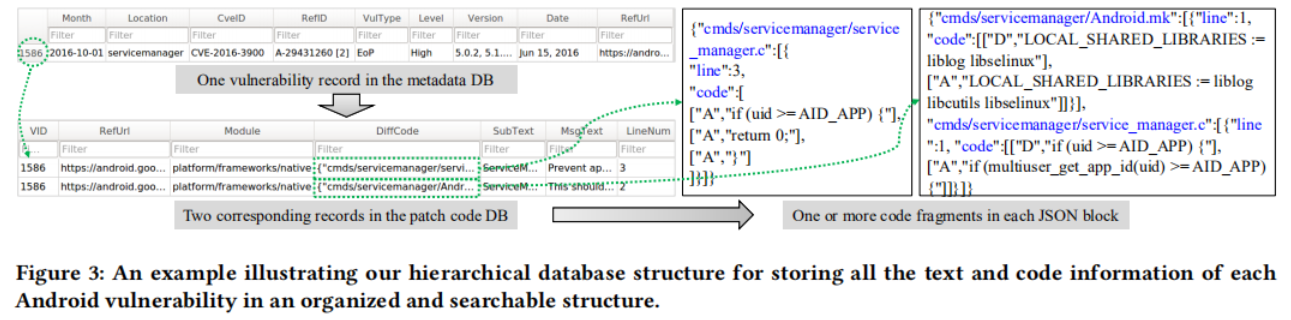 Month Location CveID RefID VulType Level Version Date RefUrl
Filter Filter Filter Filter Filter Filter Filter Filter Filter
1586 2016-10-01 servicemanager CVE-2016-3900 A-29431260 [2] EoP High 5.0.2, 5.1.... Jun 15, 2016 https://andro...
One vulnerability record in the metadata DB
VID RefUrl Module DiffCode SubText MsgText LineNum
I... Filter Filter Filter Filter Filter Filter
1586 https://android.goo... platform/frameworks/native {"cmds/servicemanager/servi... ServiceM... Prevent ap... 3
1586 https://android.goo... platform/frameworks/native {"cmds/servicemanager/Andr... ServiceM... This should... 2
Two corresponding records in the patch code DB
{"cmds/servicemanager/service
_manager.c":[{
"line":3,
"code":[
["A","if (uid >= AID_APP) {"],
["A","return 0;"],
["A","}"]
]}]}
{"cmds/servicemanager/Android.mk":[{"line":1,
"code":[["D","LOCAL_SHARED_LIBRARIES :=
liblog libselinux"],
["A","LOCAL_SHARED_LIBRARIES := liblog
libcutils libselinux"]]}],
"cmds/servicemanager/service_manager.c":[{"line
":1, "code":[["D","if (uid >= AID_APP) {"],
["A","if (multiuser_get_app_id(uid) >= AID_APP)
{"]]}]}
One or more code fragments in each JSON block
Figure 3: An example illustrating our hierarchical database structure for storing all the text and code information of each
Android vulnerability in an organized and searchable structure.